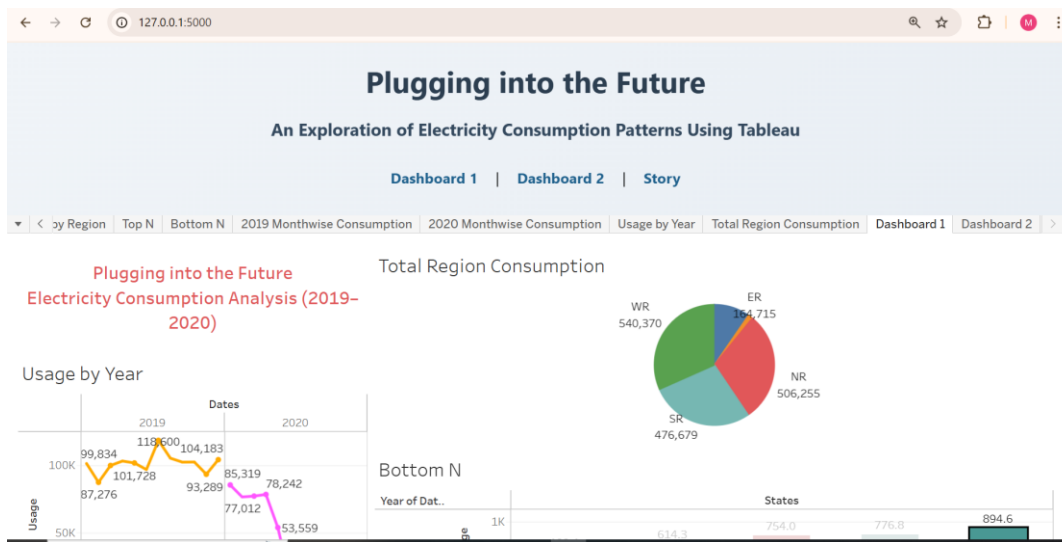 127.0.0.1:5000
M
Plugging into the Future
An Exploration of Electricity Consumption Patterns Using Tableau
Dashboard 1 | Dashboard 2 | Story
by Region Top N Bottom N 2019 Monthwise Consumption 2020 Monthwise Consumption Usage by Year Total Region Consumption Dashboard 1 Dashboard 2
Plugging into the Future
Electricity Consumption Analysis (2019–
2020)
Usage by Year
Dates
2019 2020
118,600
99,834 104,183
100K
101,728
87,276 93,289
85,319
78,242
77,012
53,559
50K
Usage
Total Region Consumption
ER
164,715
WR
540,370
NR
506,255
SR
476,679
Bottom N
Year of Dat.. States
1K
614.3 754.0 776.8 894.6